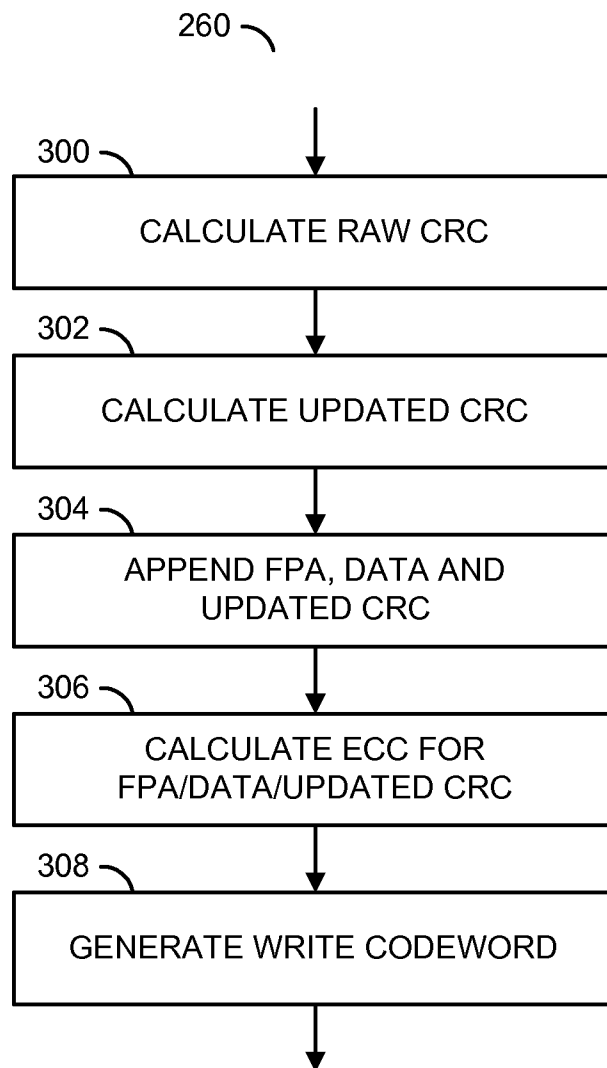 260
300
CALCULATE RAW CRC
302
CALCULATE UPDATED CRC
304
APPEND FPA, DATA AND
UPDATED CRC
306
CALCULATE ECC FOR
FPA/DATA/UPDATED CRC
308
GENERATE WRITE CODEWORD